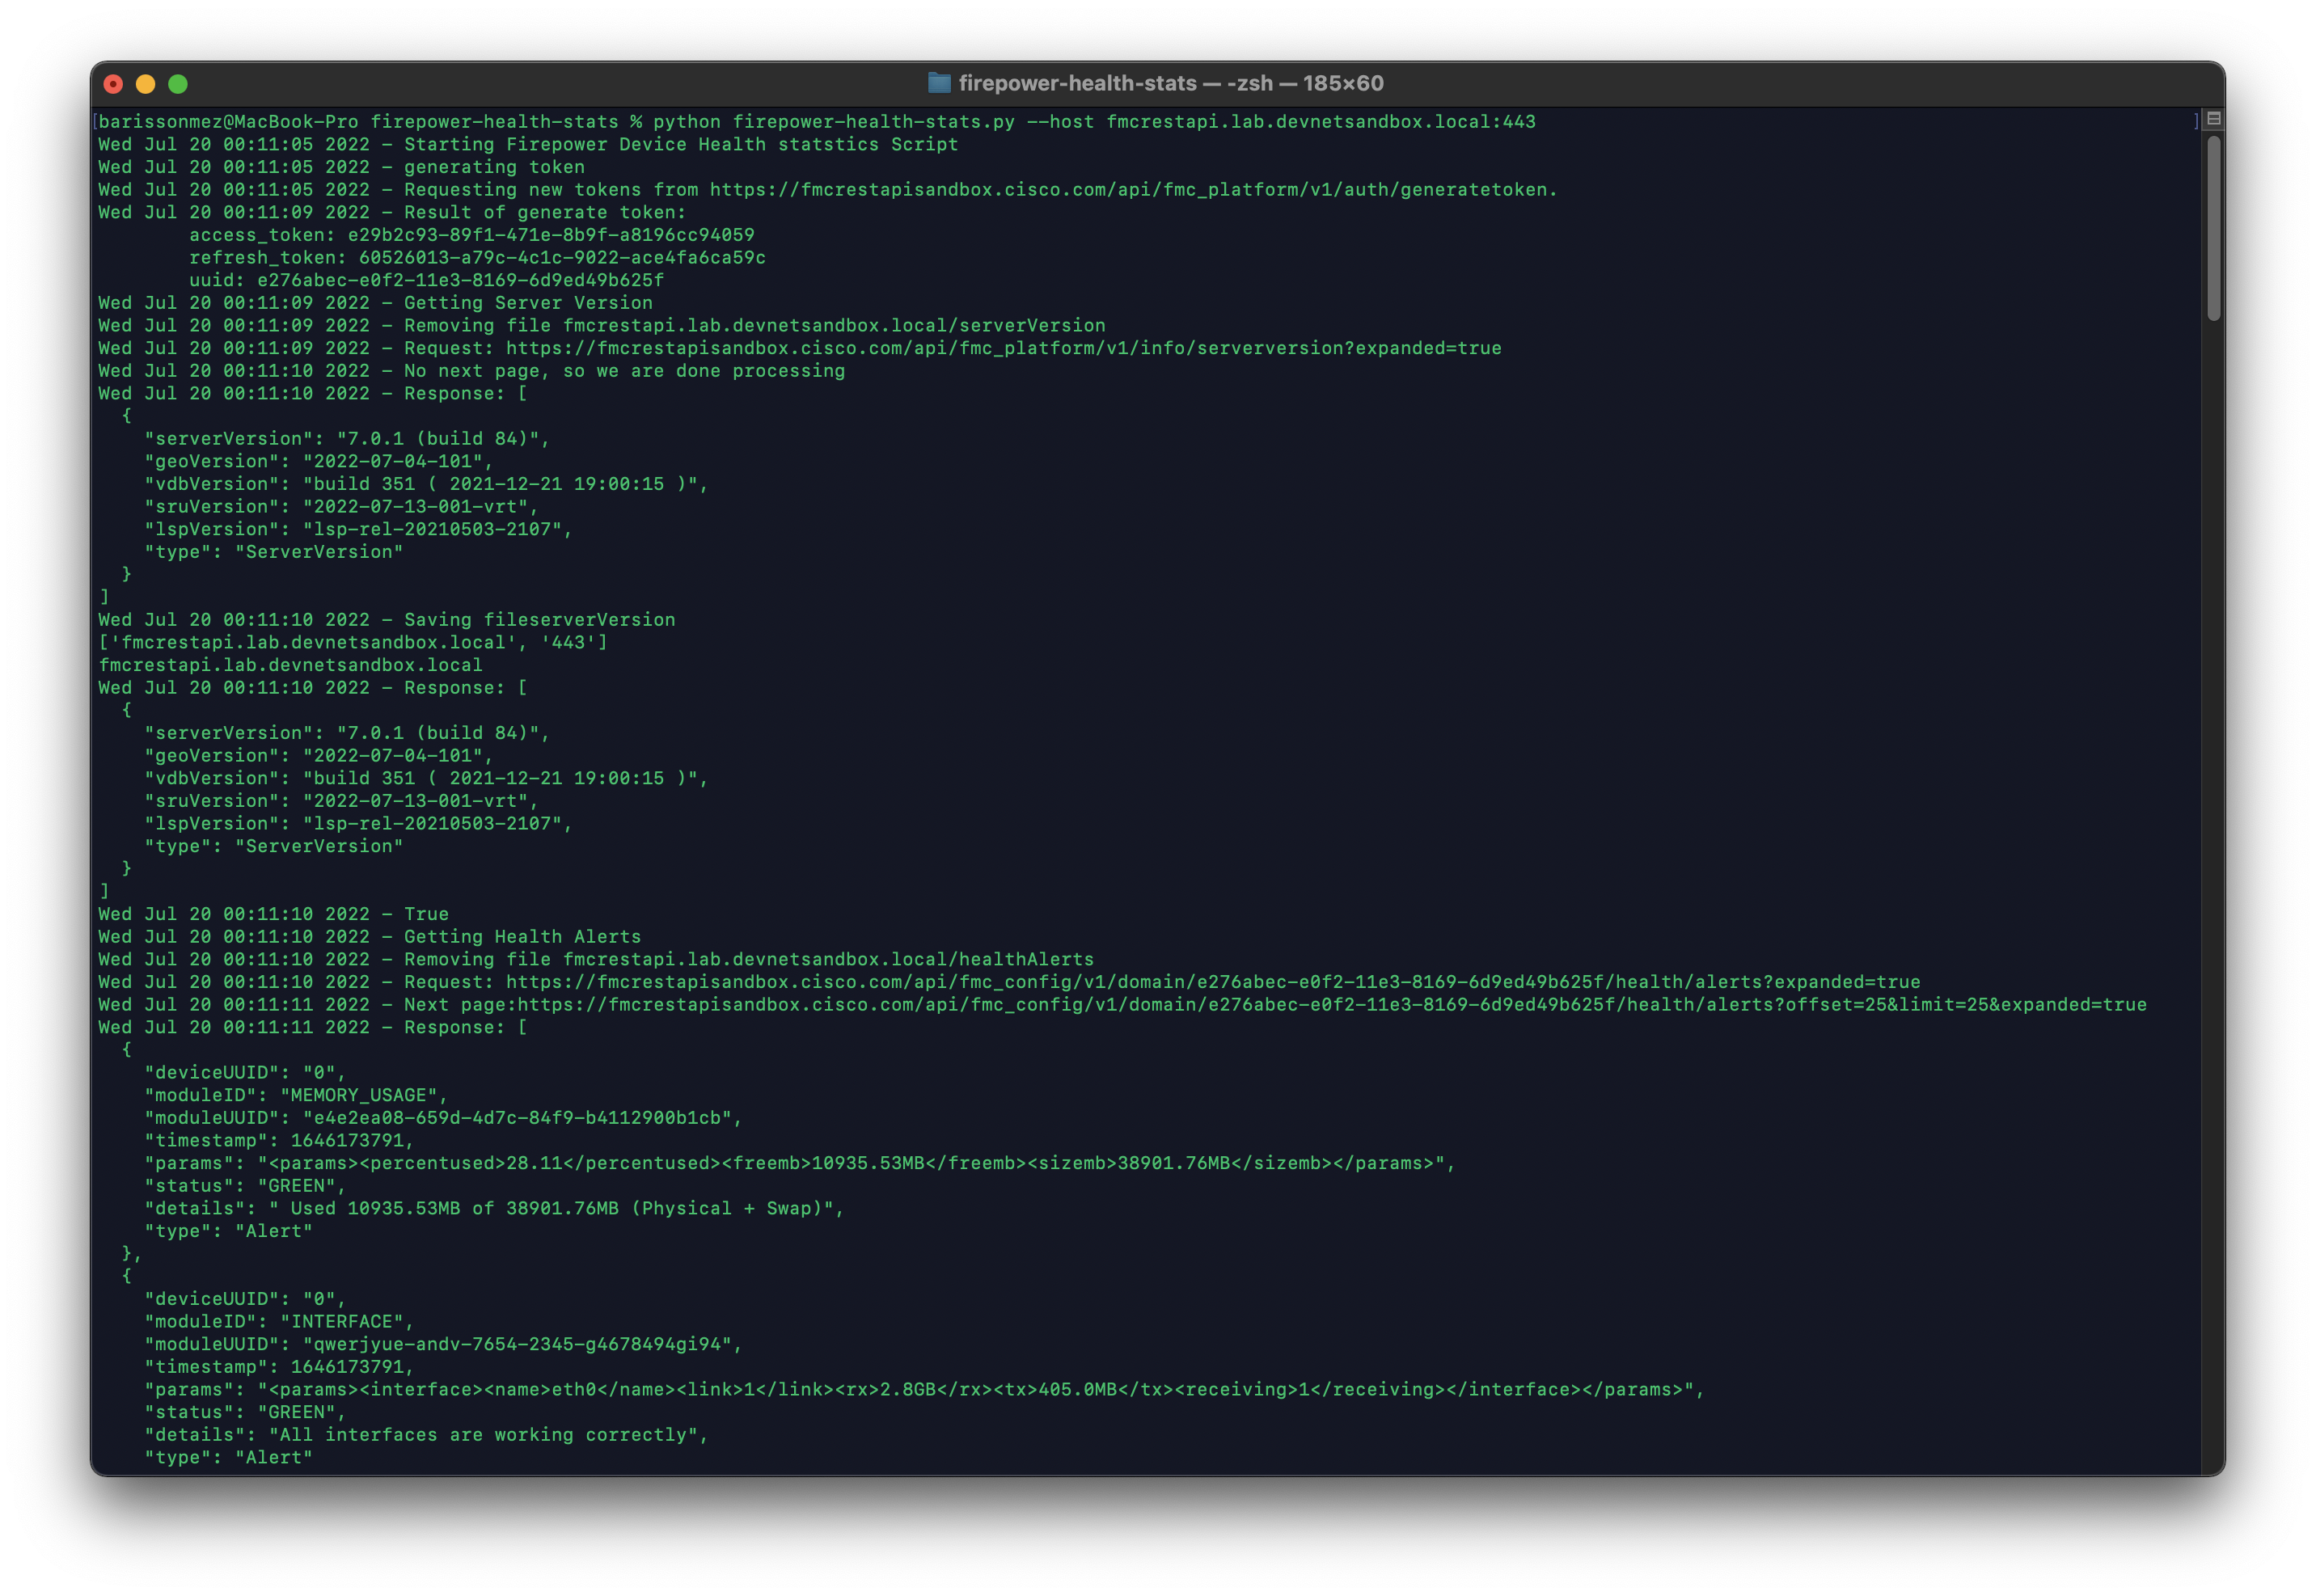 firepower-health-stats — -zsh — 185×60
[barissonmez@MacBook-Pro firepower-health-stats % python firepower-health-stats.py --host fmcrestapi.lab.devnetsandbox.local:443 ]
Wed Jul 20 00:11:05 2022 - Starting Firepower Device Health statstics Script
Wed Jul 20 00:11:05 2022 - generating token
Wed Jul 20 00:11:05 2022 - Requesting new tokens from https://fmcrestapisandbox.cisco.com/api/fmc_platform/v1/auth/generatetoken.
Wed Jul 20 00:11:09 2022 - Result of generate token:
        access_token: e29b2c93-89f1-471e-8b9f-a8196cc94059
        refresh_token: 60526013-a79c-4c1c-9022-ace4fa6ca59c
        uuid: e276abec-e0f2-11e3-8169-6d9ed49b625f
Wed Jul 20 00:11:09 2022 - Getting Server Version
Wed Jul 20 00:11:09 2022 - Removing file fmcrestapi.lab.devnetsandbox.local/serverVersion
Wed Jul 20 00:11:09 2022 - Request: https://fmcrestapisandbox.cisco.com/api/fmc_platform/v1/info/serverversion?expanded=true
Wed Jul 20 00:11:10 2022 - No next page, so we are done processing
Wed Jul 20 00:11:10 2022 - Response: [
  {
    "serverVersion": "7.0.1 (build 84)",
    "geoVersion": "2022-07-04-101",
    "vdbVersion": "build 351 ( 2021-12-21 19:00:15 )",
    "sruVersion": "2022-07-13-001-vrt",
    "lspVersion": "lsp-rel-20210503-2107",
    "type": "ServerVersion"
  }
]
Wed Jul 20 00:11:10 2022 - Saving fileserverVersion
['fmcrestapi.lab.devnetsandbox.local', '443']
fmcrestapi.lab.devnetsandbox.local
Wed Jul 20 00:11:10 2022 - Response: [
  {
    "serverVersion": "7.0.1 (build 84)",
    "geoVersion": "2022-07-04-101",
    "vdbVersion": "build 351 ( 2021-12-21 19:00:15 )",
    "sruVersion": "2022-07-13-001-vrt",
    "lspVersion": "lsp-rel-20210503-2107",
    "type": "ServerVersion"
  }
]
Wed Jul 20 00:11:10 2022 - True
Wed Jul 20 00:11:10 2022 - Getting Health Alerts
Wed Jul 20 00:11:10 2022 - Removing file fmcrestapi.lab.devnetsandbox.local/healthAlerts
Wed Jul 20 00:11:10 2022 - Request: https://fmcrestapisandbox.cisco.com/api/fmc_config/v1/domain/e276abec-e0f2-11e3-8169-6d9ed49b625f/health/alerts?expanded=true
Wed Jul 20 00:11:11 2022 - Next page:https://fmcrestapisandbox.cisco.com/api/fmc_config/v1/domain/e276abec-e0f2-11e3-8169-6d9ed49b625f/health/alerts?offset=25&limit=25&expanded=true
Wed Jul 20 00:11:11 2022 - Response: [
  {
    "deviceUUID": "0",
    "moduleID": "MEMORY_USAGE",
    "moduleUUID": "e4e2ea08-659d-4d7c-84f9-b4112900b1cb",
    "timestamp": 1646173791,
    "params": "<params><percentused>28.11</percentused><freemb>10935.53MB</freemb><sizemb>38901.76MB</sizemb></params>",
    "status": "GREEN",
    "details": " Used 10935.53MB of 38901.76MB (Physical + Swap)",
    "type": "Alert"
  },
  {
    "deviceUUID": "0",
    "moduleID": "INTERFACE",
    "moduleUUID": "qwerjyue-andv-7654-2345-g4678494gi94",
    "timestamp": 1646173791,
    "params": "<params><interface><name>eth0</name><link>1</link><rx>2.8GB</rx><tx>405.0MB</tx><receiving>1</receiving></interface></params>",
    "status": "GREEN",
    "details": "All interfaces are working correctly",
    "type": "Alert"